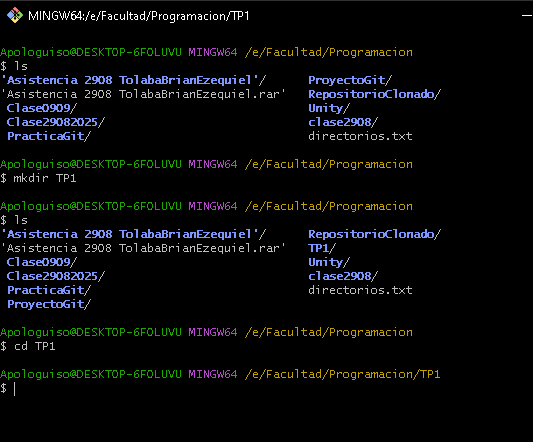 MINGW64:/e/Facultad/Programacion/TP1
Apologuiso@DESKTOP-6FOLUVU MINGW64 /e/Facultad/Programacion
$ ls
'Asistencia 2908 TolabaBrianEzequiel'/ ProyectoGit/
'Asistencia 2908 TolabaBrianEzequiel.rar' RepositorioClonado/
Clase0909/ Unity/
Clase29082025/ clase2908/
PracticaGit/ directorios.txt
Apologuiso@DESKTOP-6FOLUVU MINGW64 /e/Facultad/Programacion
$ mkdir TP1
Apologuiso@DESKTOP-6FOLUVU MINGW64 /e/Facultad/Programacion
$ ls
'Asistencia 2908 TolabaBrianEzequiel'/ RepositorioClonado/
'Asistencia 2908 TolabaBrianEzequiel.rar' TP1/
Clase0909/ Unity/
Clase29082025/ clase2908/
PracticaGit/ directorios.txt
ProyectoGit/
Apologuiso@DESKTOP-6FOLUVU MINGW64 /e/Facultad/Programacion
$ cd TP1
Apologuiso@DESKTOP-6FOLUVU MINGW64 /e/Facultad/Programacion/TP1
$